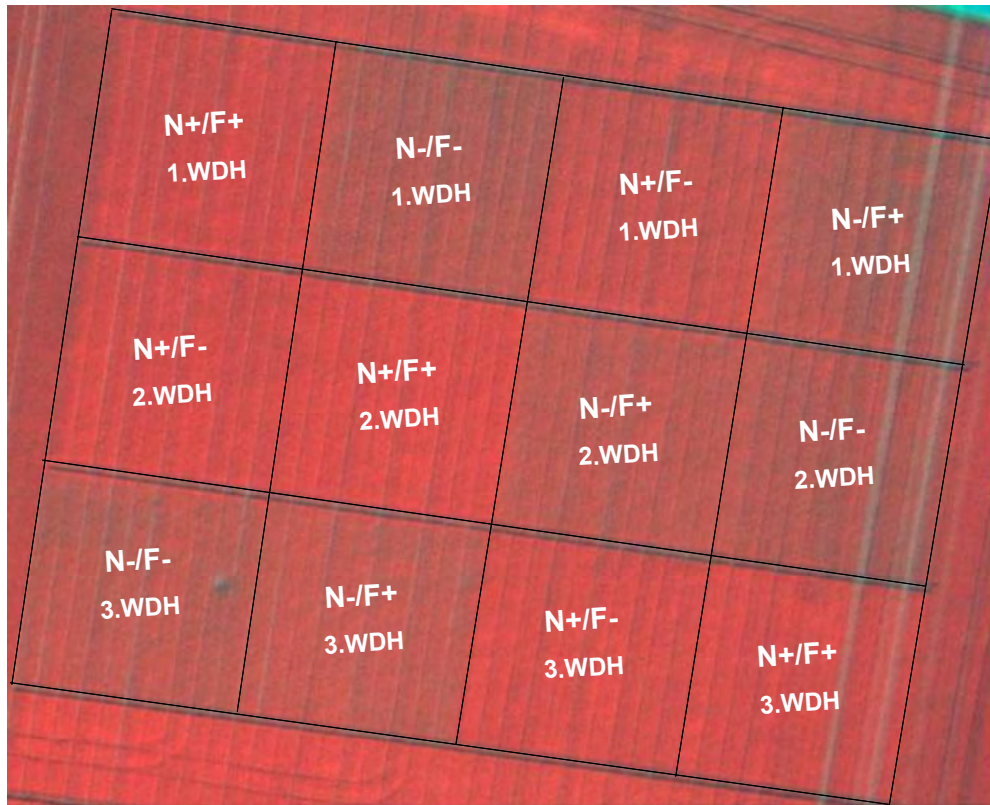 N+/F+
1.WDH
N-/F-
1.WDH
N+/F-
1.WDH
N-/F+
1.WDH
N+/F-
2.WDH
N+/F+
2.WDH
N-/F+
2.WDH
N-/F-
2.WDH
N-/F-
3.WDH
N-/F+
3.WDH
N+/F-
3.WDH
N+/F+
3.WDH